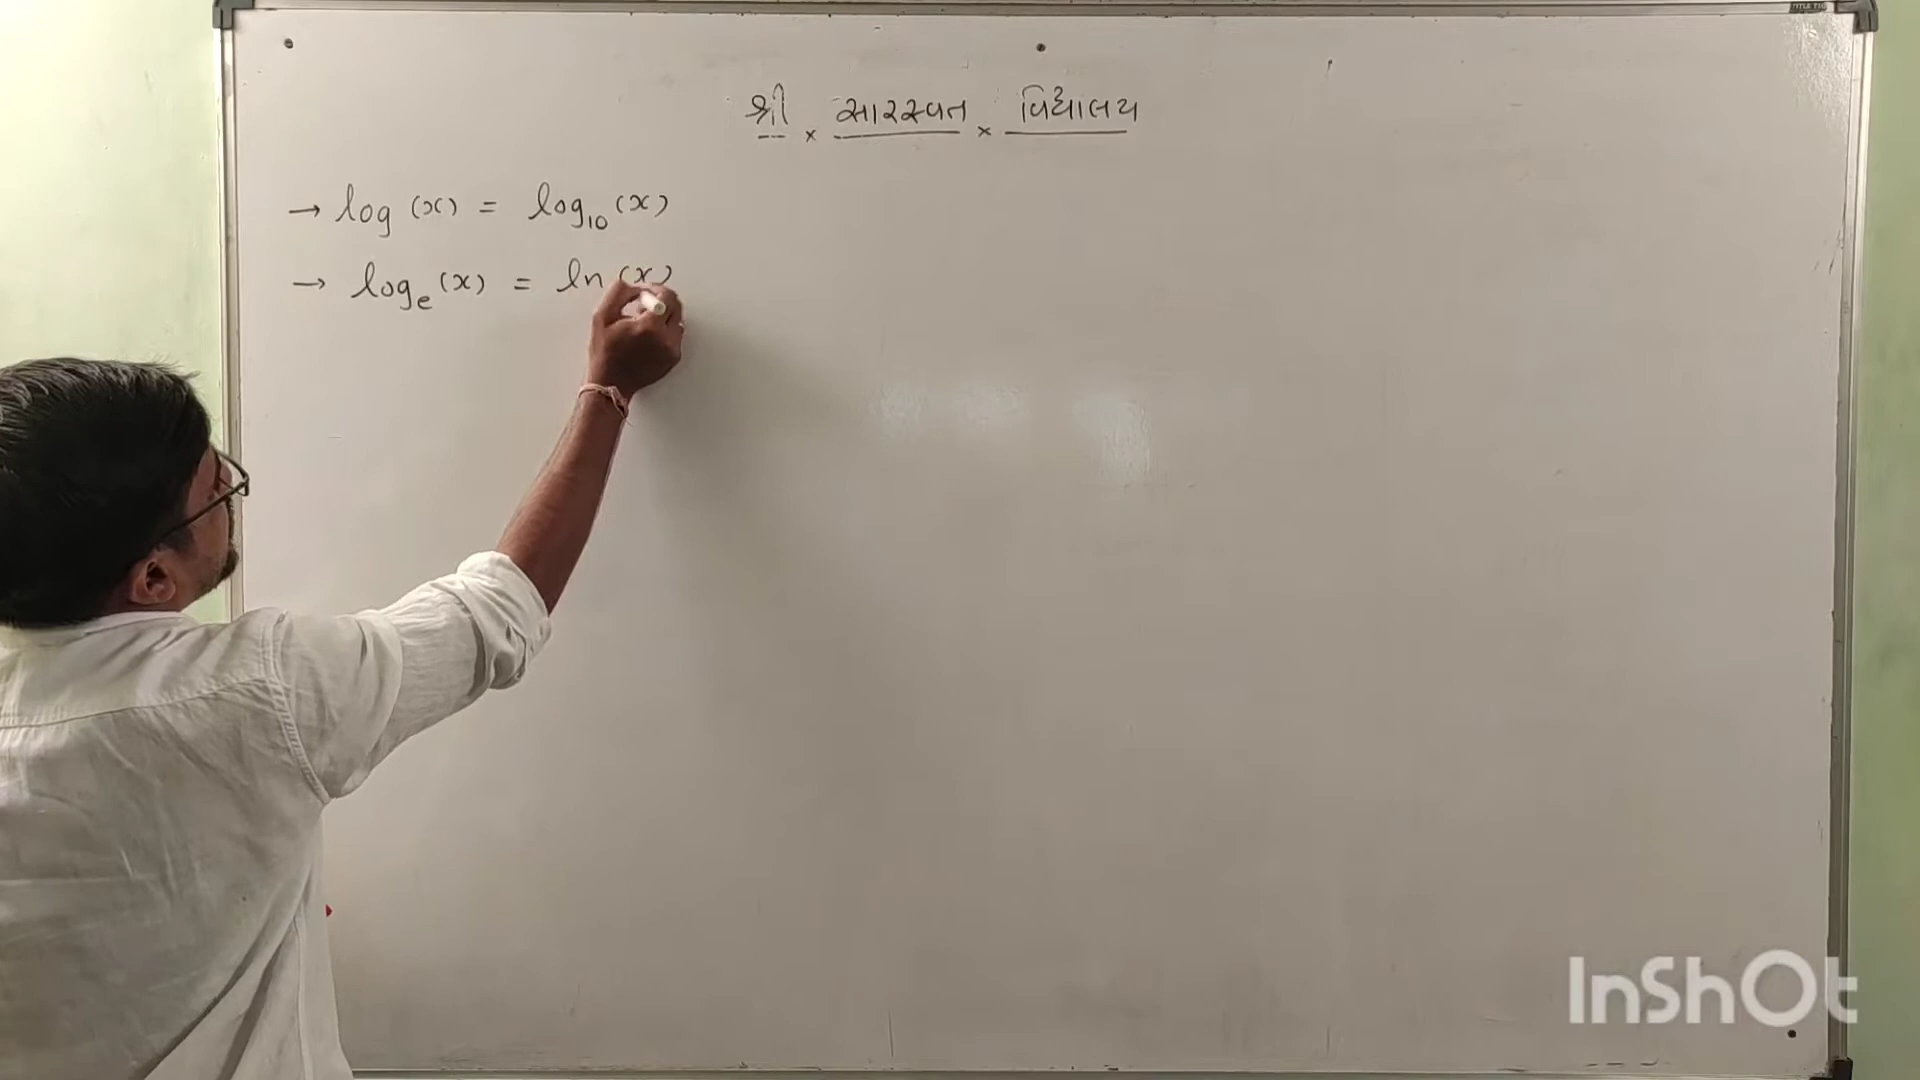 શ્રી × સારસ્વત × વિદ્યાલય
→ log (x) = log₁₀ (x)
→ logₑ (x) = ln (x)
InShOt